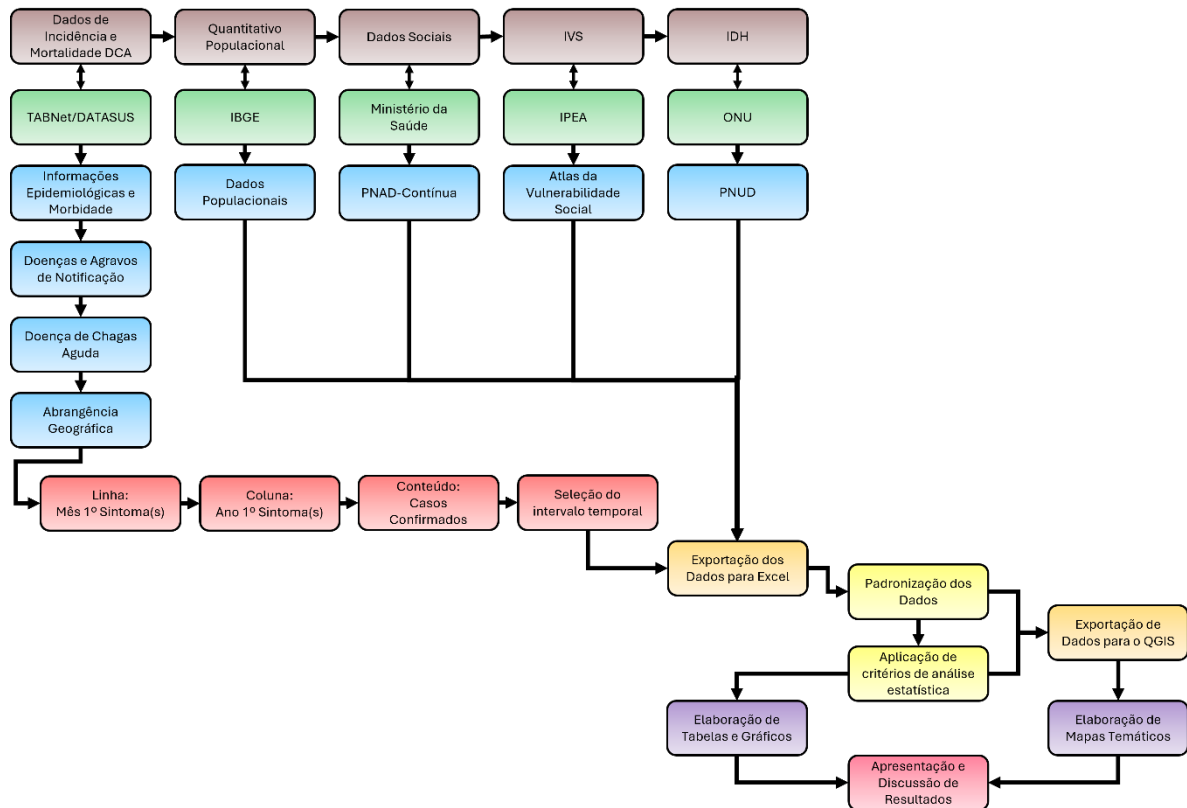 Dados de
Incidência e
Mortalidade DCA
Quantitativo
Populacional
Dados Sociais
IVS
IDH
TABNet/DATASUS
IBGE
Ministério da
Saúde
IPEA
ONU
Informações
Epidemiológicas e
Morbidade
Dados
Populacionais
PNAD-Contínua
Atlas da
Vulnerabilidade
Social
PNUD
Doenças e Agravos
de Notificação
Doença de Chagas
Aguda
Abrangência
Geográfica
Linha:
Mês 1º Sintoma(s)
Coluna:
Ano 1º Sintoma(s)
Conteúdo:
Casos
Confirmados
Seleção do
intervalo temporal
Exportação dos
Dados para Excel
Padronização dos
Dados
Exportação de
Dados para o QGIS
Aplicação de
critérios de análise
estatística
Elaboração de
Tabelas e Gráficos
Elaboração de
Mapas Temáticos
Apresentação e
Discussão de
Resultados